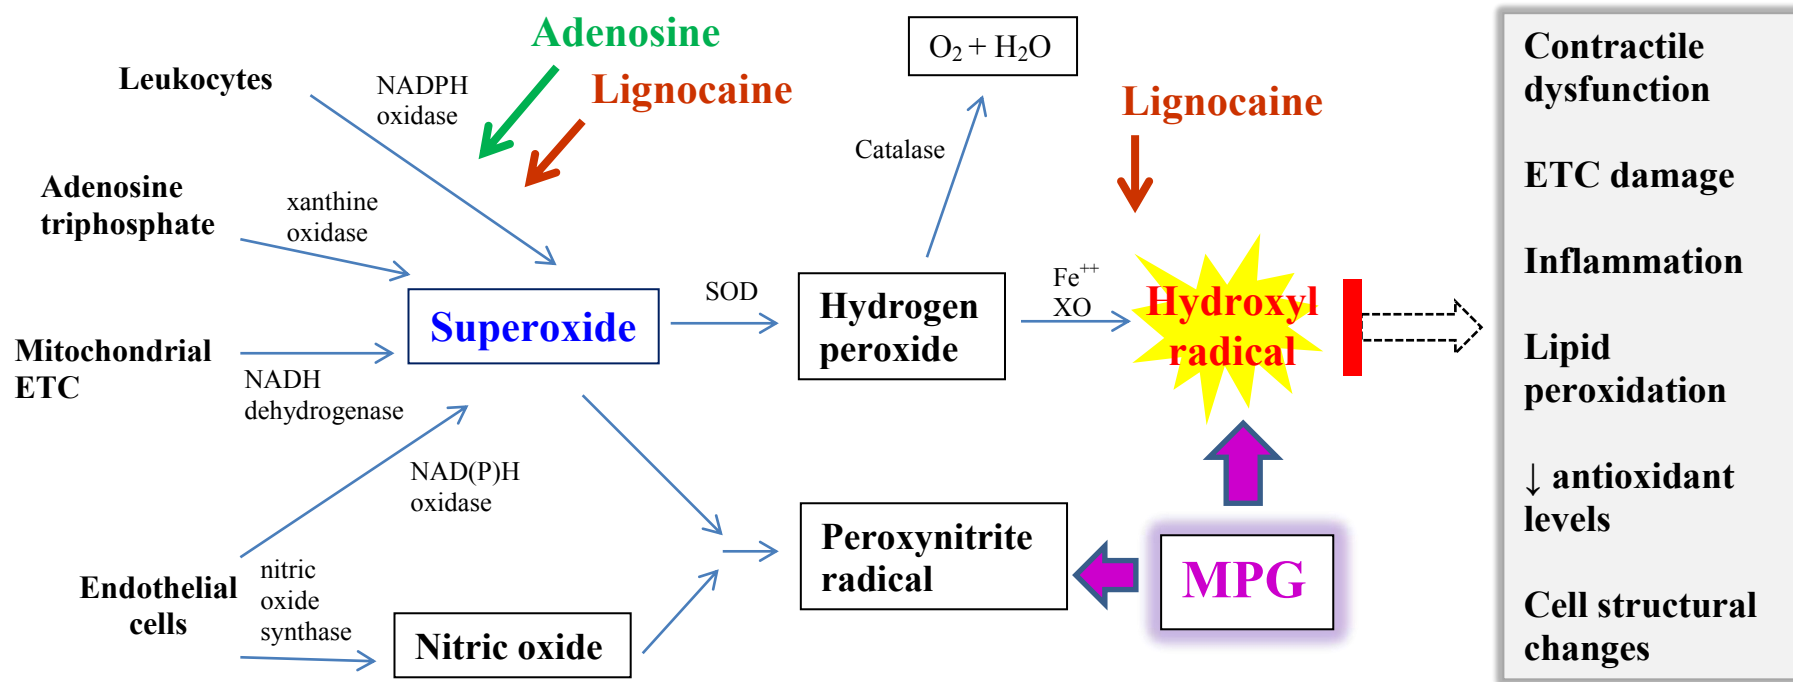 Leukocytes
NADPH
oxidase
Adenosine
Lignocaine
O₂ + H₂O
Catalase
Lignocaine
Adenosine
triphosphate
xanthine
oxidase
Superoxide
SOD
Hydrogen
peroxide
Fe⁺⁺
XO
Hydroxyl
radical
Mitochondrial
ETC
NADH
dehydrogenase
NAD(P)H
oxidase
Endothelial
cells
nitric
oxide
synthase
Nitric oxide
Peroxynitrite
radical
MPG
Contractile
dysfunction
ETC damage
Inflammation
Lipid
peroxidation
↓ antioxidant
levels
Cell structural
changes